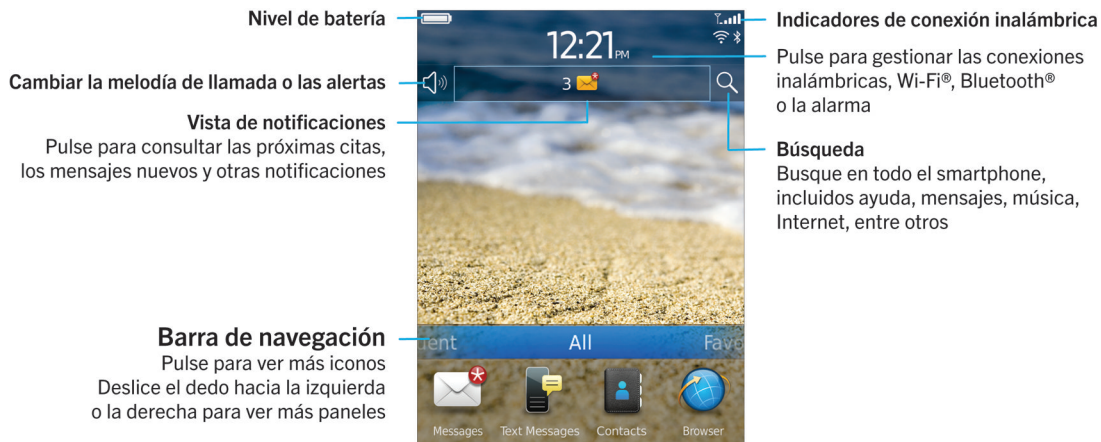 Nivel de batería
Cambiar la melodía de llamada o las alertas
Vista de notificaciones
Pulse para consultar las próximas citas,
los mensajes nuevos y otras notificaciones
Barra de navegación
Pulse para ver más iconos
Deslice el dedo hacia la izquierda
o la derecha para ver más paneles
12:21 PM
3
dent
All
Favo
Messages
Text Messages
Contacts
Browser
Indicadores de conexión inalámbrica
Pulse para gestionar las conexiones
inalámbricas, Wi-Fi®, Bluetooth®
o la alarma
Búsqueda
Busque en todo el smartphone,
incluidos ayuda, mensajes, música,
Internet, entre otros